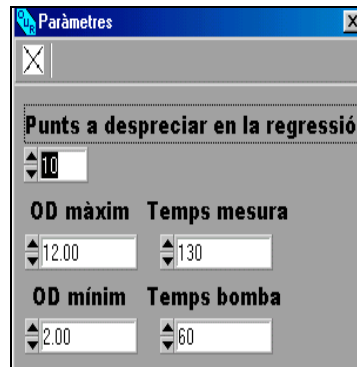 OUR Paràmetres
Punts a despreciar en la regressió
10
OD màxim Temps mesura
12.00 130
OD mínim Temps bomba
2.00 60